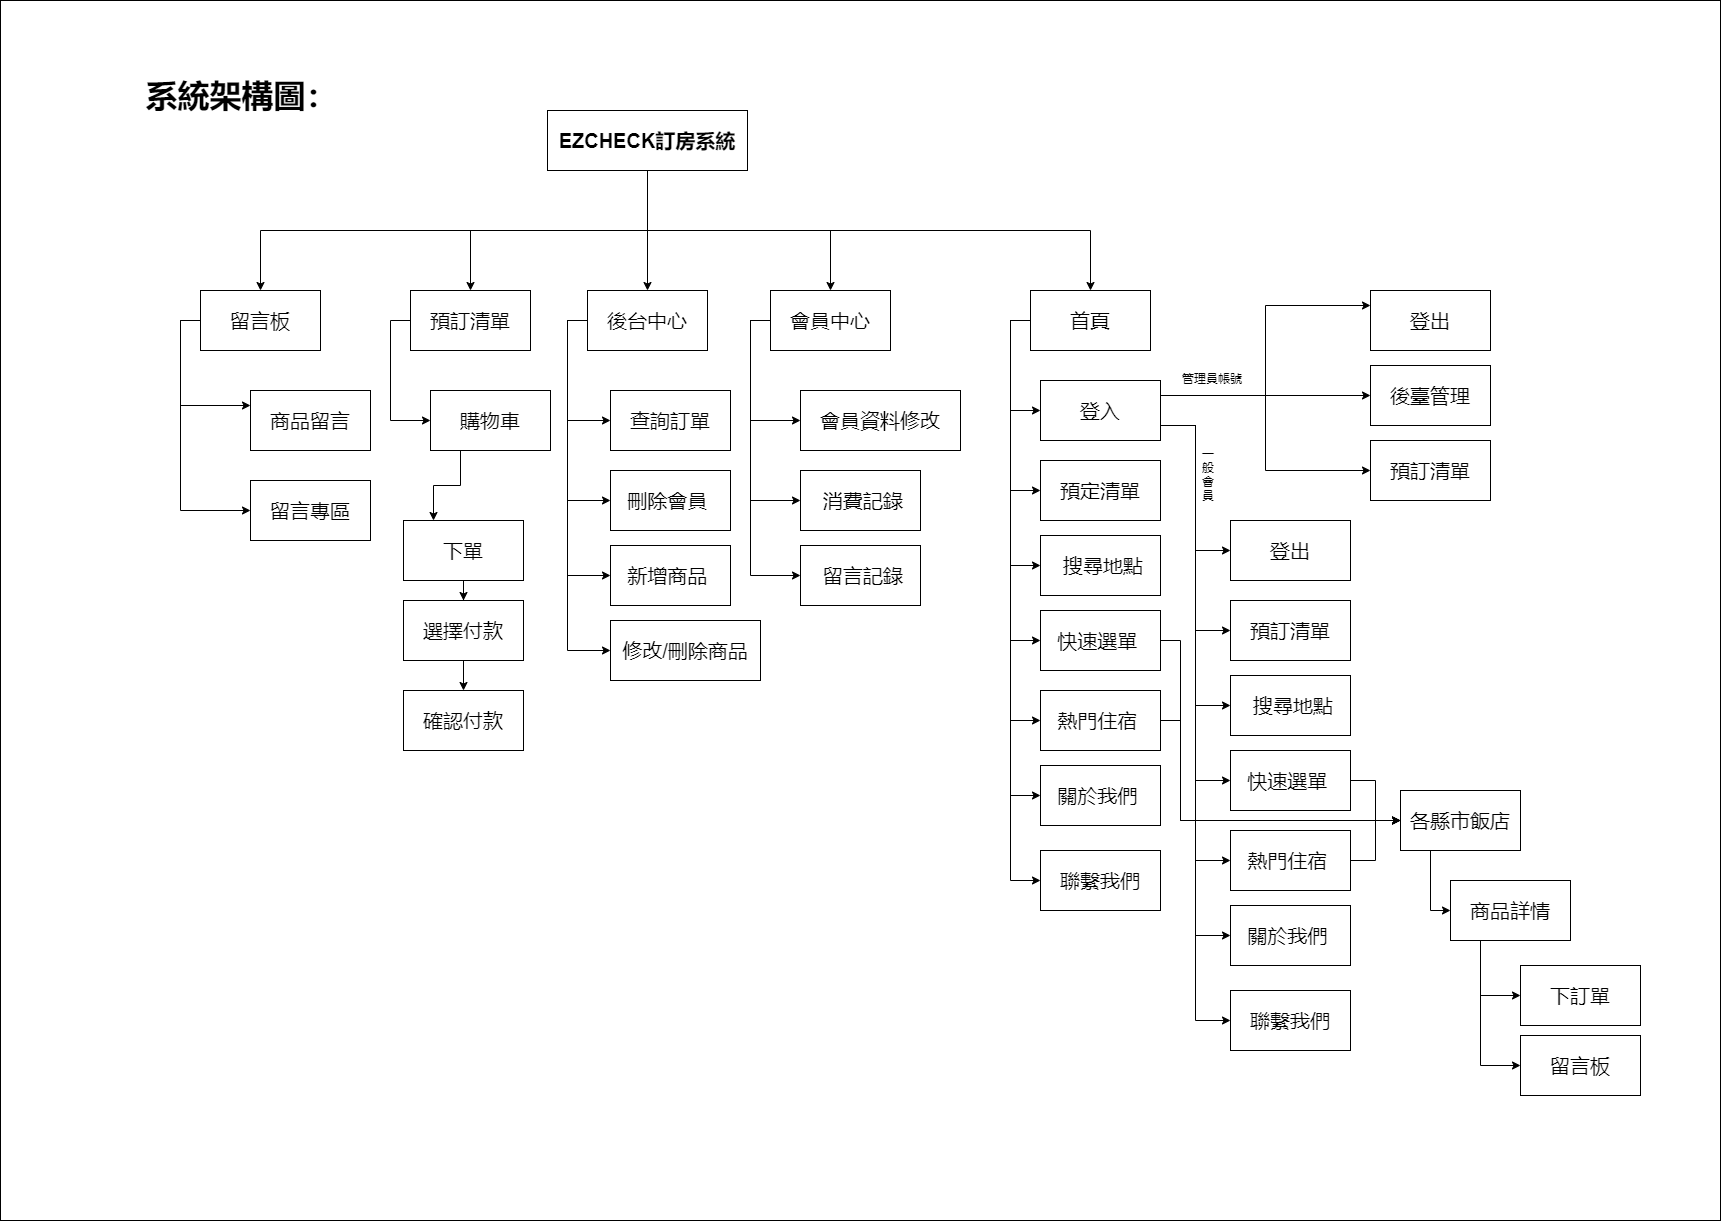 系統架構圖：
EZCHECK訂房系統
留言板
預訂清單
後台中心
會員中心
首頁
商品留言
留言專區
購物車
下單
選擇付款
確認付款
查詢訂單
刪除會員
新增商品
修改/刪除商品
會員資料修改
消費記錄
留言記錄
登入
預定清單
搜尋地點
快速選單
熱門住宿
關於我們
聯繫我們
管理員帳號
登出
後臺管理
預訂清單
一般會員
登出
預訂清單
搜尋地點
快速選單
熱門住宿
關於我們
聯繫我們
各縣市飯店
商品詳情
下訂單
留言板